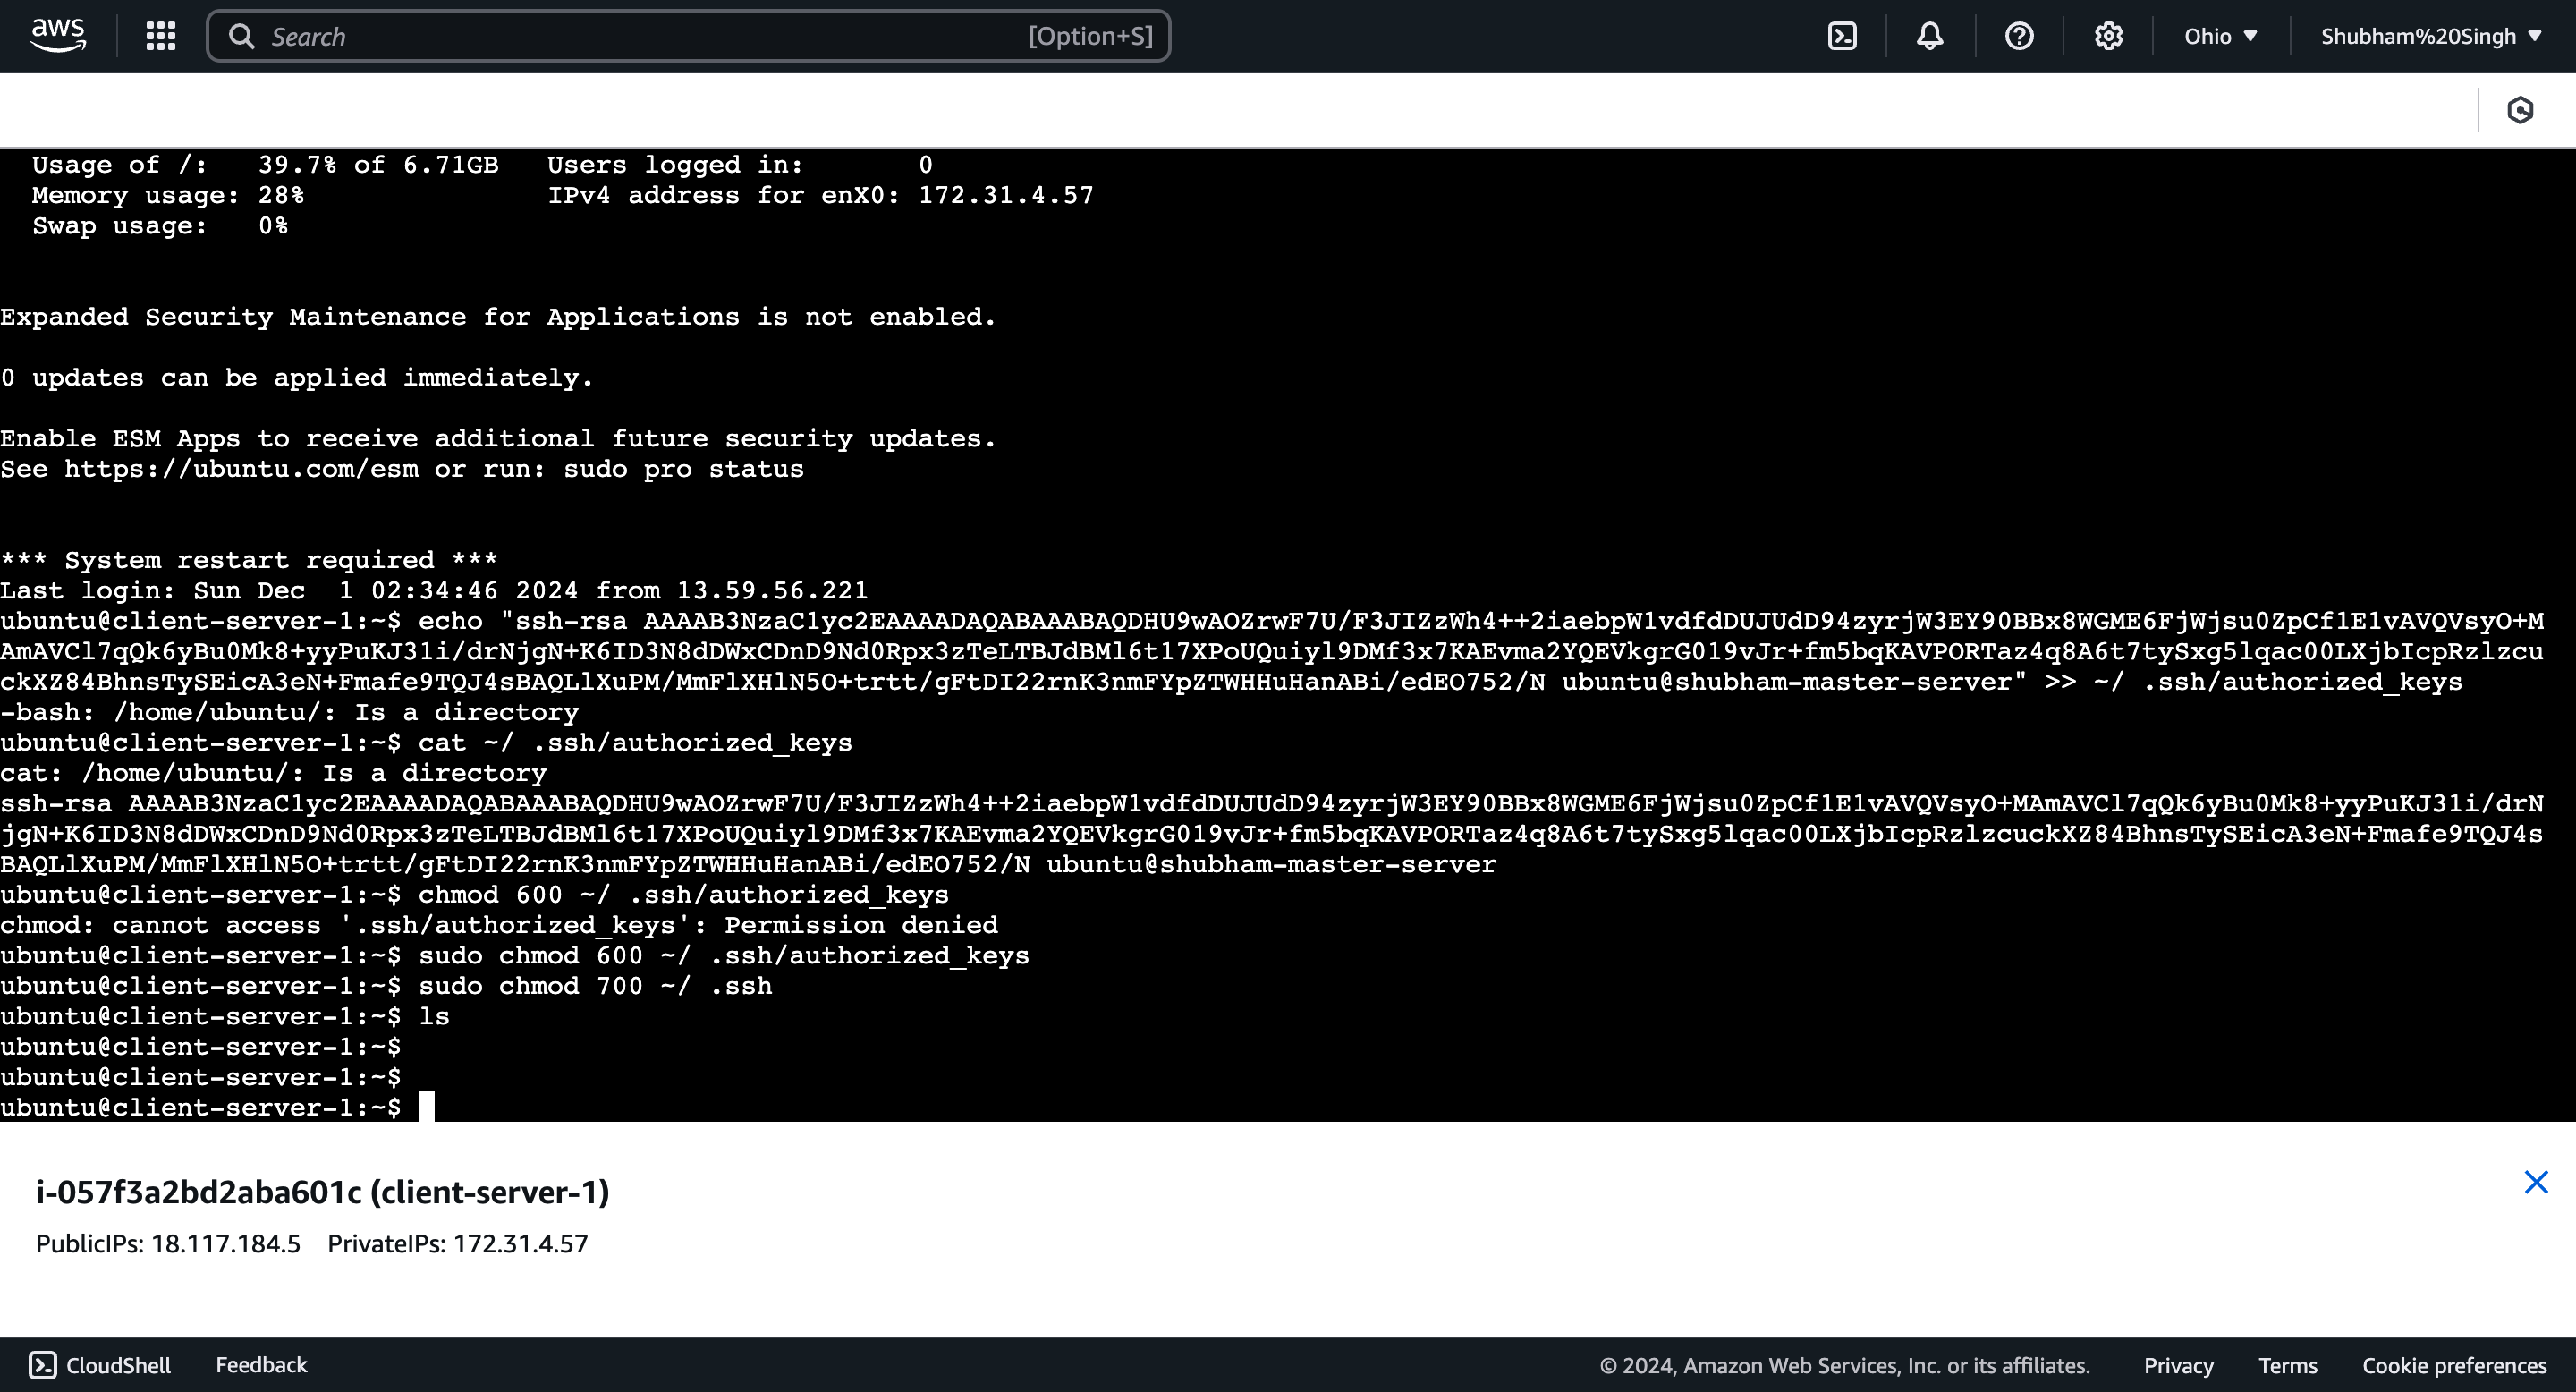 aws
Search [Option+S] Ohio Shubham%20Singh
Usage of /: 39.7% of 6.71GB Users logged in: 0
Memory usage: 28% IPv4 address for enX0: 172.31.4.57
Swap usage: 0%
Expanded Security Maintenance for Applications is not enabled.
0 updates can be applied immediately.
Enable ESM Apps to receive additional future security updates.
See https://ubuntu.com/esm or run: sudo pro status
*** System restart required ***
Last login: Sun Dec 1 02:34:46 2024 from 13.59.56.221
ubuntu@client-server-1:~$ echo "ssh-rsa AAAAB3NzaC1yc2EAAAADAQABAAABAQDHU9wAOZrwF7U/F3JIZzWh4++2iaebpW1vdfdDUJUdD94zyrjW3EY90BBx8WGME6FjWjsu0ZpCf1E1vAVQVsyO+M
AmAVCl7qQk6yBu0Mk8+yyPuKJ31i/drNjgN+K6ID3N8dDWxCDnD9Nd0Rpx3zTeLTBJdBMl6t17XPoUQuiyl9DMf3x7KAEvma2YQEVkgrG019vJr+fm5bqKAVPORTaz4q8A6t7tySxg5lqac00LXjbIcpRzlzcu
ckXZ84BhnsTySEicA3eN+Fmafe9TQJ4sBAQLlXuPM/MmFlXHlN5O+trtt/gFtDI22rnK3nmFYpZTWHHuHanABi/edEO752/N ubuntu@shubham-master-server" >> ~/ .ssh/authorized_keys
-bash: /home/ubuntu/: Is a directory
ubuntu@client-server-1:~$ cat ~/ .ssh/authorized_keys
cat: /home/ubuntu/: Is a directory
ssh-rsa AAAAB3NzaC1yc2EAAAADAQABAAABAQDHU9wAOZrwF7U/F3JIZzWh4++2iaebpW1vdfdDUJUdD94zyrjW3EY90BBx8WGME6FjWjsu0ZpCf1E1vAVQVsyO+MAmAVCl7qQk6yBu0Mk8+yyPuKJ31i/drN
jgN+K6ID3N8dDWxCDnD9Nd0Rpx3zTeLTBJdBMl6t17XPoUQuiyl9DMf3x7KAEvma2YQEVkgrG019vJr+fm5bqKAVPORTaz4q8A6t7tySxg5lqac00LXjbIcpRzlzcuckXZ84BhnsTySEicA3eN+Fmafe9TQJ4s
BAQLlXuPM/MmFlXHlN5O+trtt/gFtDI22rnK3nmFYpZTWHHuHanABi/edEO752/N ubuntu@shubham-master-server
ubuntu@client-server-1:~$ chmod 600 ~/ .ssh/authorized_keys
chmod: cannot access '.ssh/authorized_keys': Permission denied
ubuntu@client-server-1:~$ sudo chmod 600 ~/ .ssh/authorized_keys
ubuntu@client-server-1:~$ sudo chmod 700 ~/ .ssh
ubuntu@client-server-1:~$ ls
ubuntu@client-server-1:~$
ubuntu@client-server-1:~$
ubuntu@client-server-1:~$
i-057f3a2bd2aba601c (client-server-1)
PublicIPs: 18.117.184.5 PrivateIPs: 172.31.4.57
CloudShell Feedback © 2024, Amazon Web Services, Inc. or its affiliates. Privacy Terms Cookie preferences